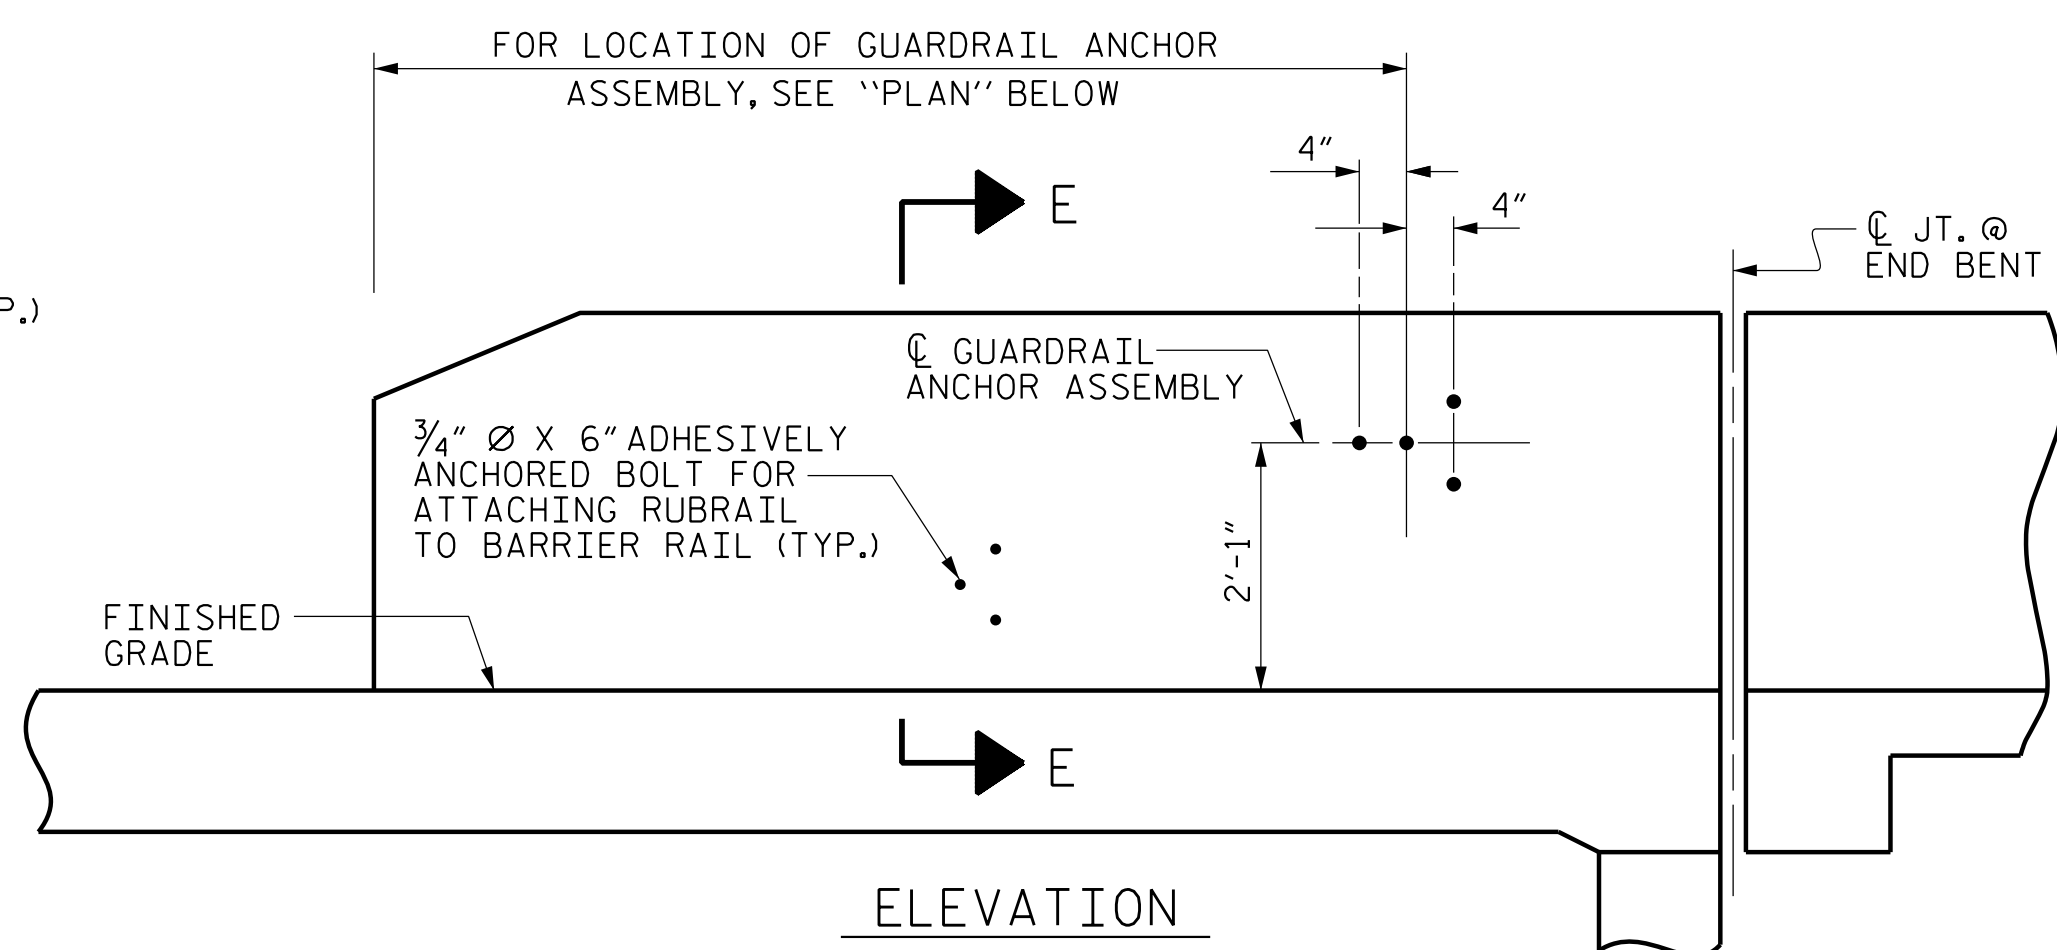 FOR LOCATION OF GUARDRAIL ANCHOR
ASSEMBLY, SEE ‵‵PLAN′′ BELOW
4″
E
4″
℄ JT. @
END BENT
P.)
℄ GUARDRAIL
ANCHOR ASSEMBLY
¾″ Ø X 6″ ADHESIVELY
ANCHORED BOLT FOR
ATTACHING RUBRAIL
TO BARRIER RAIL (TYP.)
2′-1″
FINISHED
GRADE
E
ELEVATION